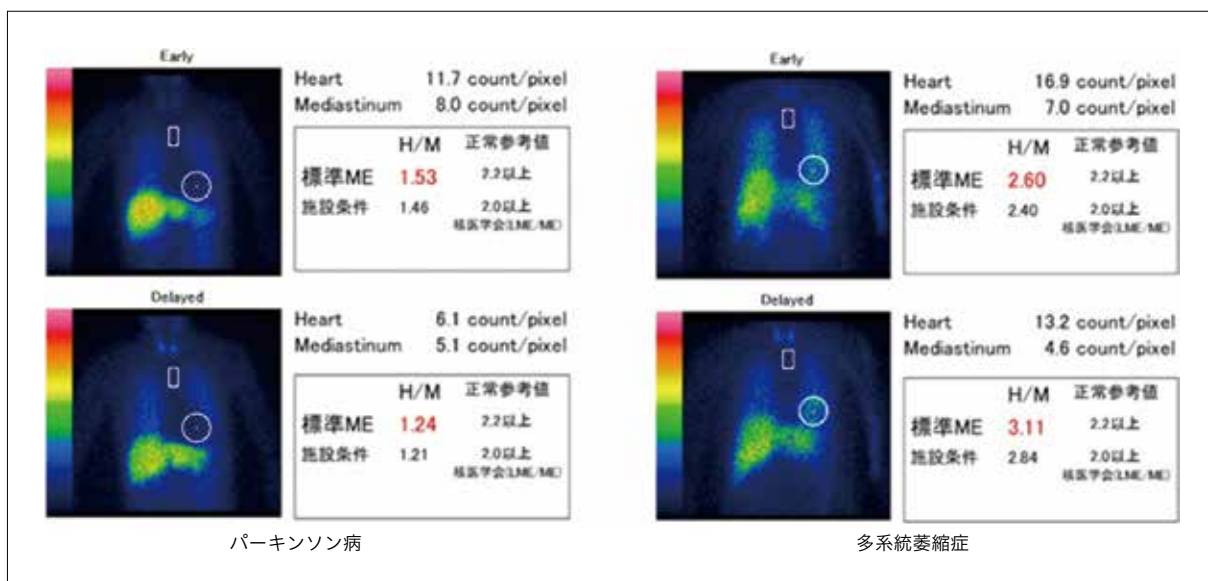 Early
Heart 11.7 count/pixel
Mediastinum 8.0 count/pixel
H/M 正常参考値
標準ME 1.53 2.2以上
施設条件 1.46 2.0以上
核医学会(LME/ME)
Delayed
Heart 6.1 count/pixel
Mediastinum 5.1 count/pixel
H/M 正常参考値
標準ME 1.24 2.2以上
施設条件 1.21 2.0以上
核医学会(LME/ME)
パーキンソン病
Early
Heart 16.9 count/pixel
Mediastinum 7.0 count/pixel
H/M 正常参考値
標準ME 2.60 2.2以上
施設条件 2.40 2.0以上
核医学会(LME/ME)
Delayed
Heart 13.2 count/pixel
Mediastinum 4.6 count/pixel
H/M 正常参考値
標準ME 3.11 2.2以上
施設条件 2.84 2.0以上
核医学会(LME/ME)
多系統萎縮症